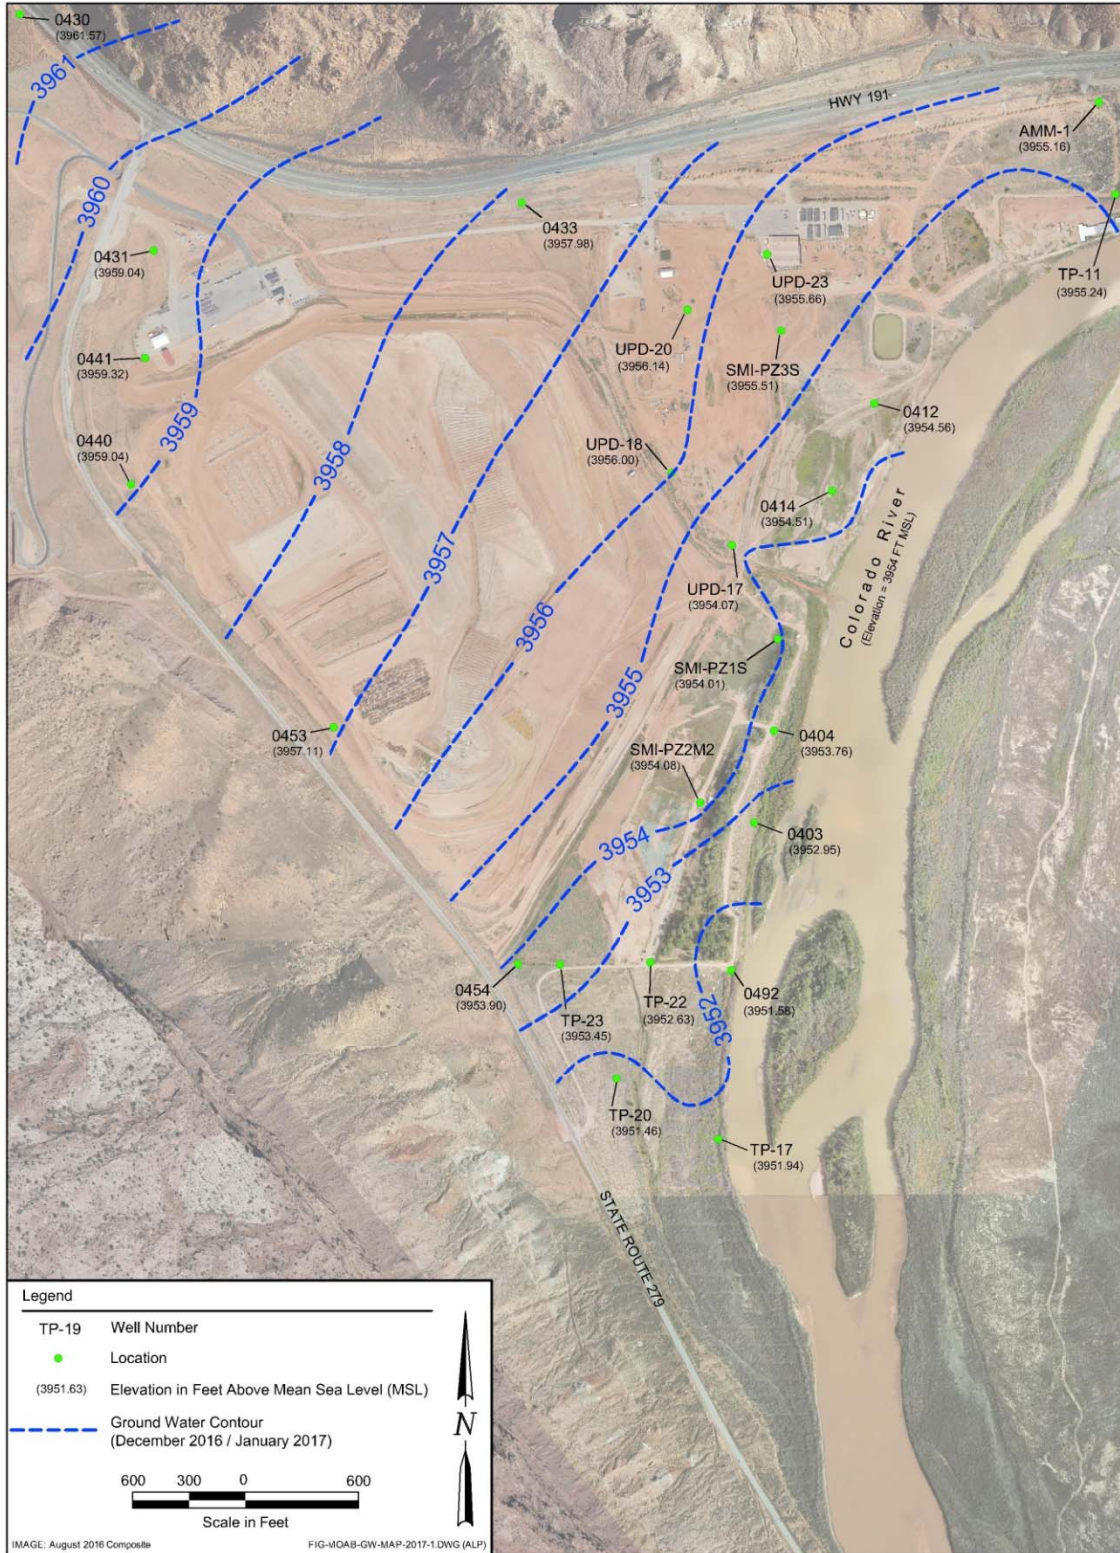 0430
(3961.57)
3961
HWY 191
AMM-1
(3955.16)
3960
0433
(3957.98)
0431
(3959.04)
UPD-23
(3955.66)
TP-11
(3955.24)
0441
(3959.32)
UPD-20
(3956.14)
SMI-PZ3S
(3955.51)
3959
0412
(3954.56)
0440
(3959.04)
3958
UPD-18
(3956.00)
0414
(3954.51)
3957
UPD-17
(3954.07)
Colorado River
(Elevation = 3954 FT MSL)
3956
3955
SMI-PZ1S
(3954.01)
0453
(3957.11)
0404
(3953.76)
SMI-PZ2M2
(3954.08)
3954
0403
(3952.95)
3953
0454
(3953.90)
TP-23
(3953.45)
TP-22
(3952.63)
0492
(3951.58)
3952
TP-20
(3951.46)
TP-17
(3951.94)
STATE ROUTE 279
Legend
TP-19 Well Number
Location
(3951.63) Elevation in Feet Above Mean Sea Level (MSL)
Ground Water Contour
(December 2016 / January 2017)
N
600 300 0 600
Scale in Feet
IMAGE: August 2016 Composite
FIG-MOAB-GW-MAP-2017-1.DWG (ALP)